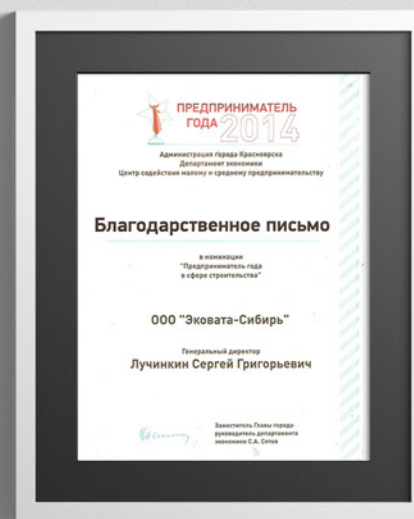 ПРЕДПРИНИМАТЕЛЬ
ГОДА 2014
Администрация города Красноярска
Департамент экономики
Центр содействия малому и среднему предпринимательству
Благодарственное письмо
в номинации
"Предприниматель года
в сфере строительства"
ООО "Эковата-Сибирь"
Генеральный директор
Лучинкин Сергей Григорьевич
Заместитель Главы города-
руководитель департамента
экономики С.А. Сотов